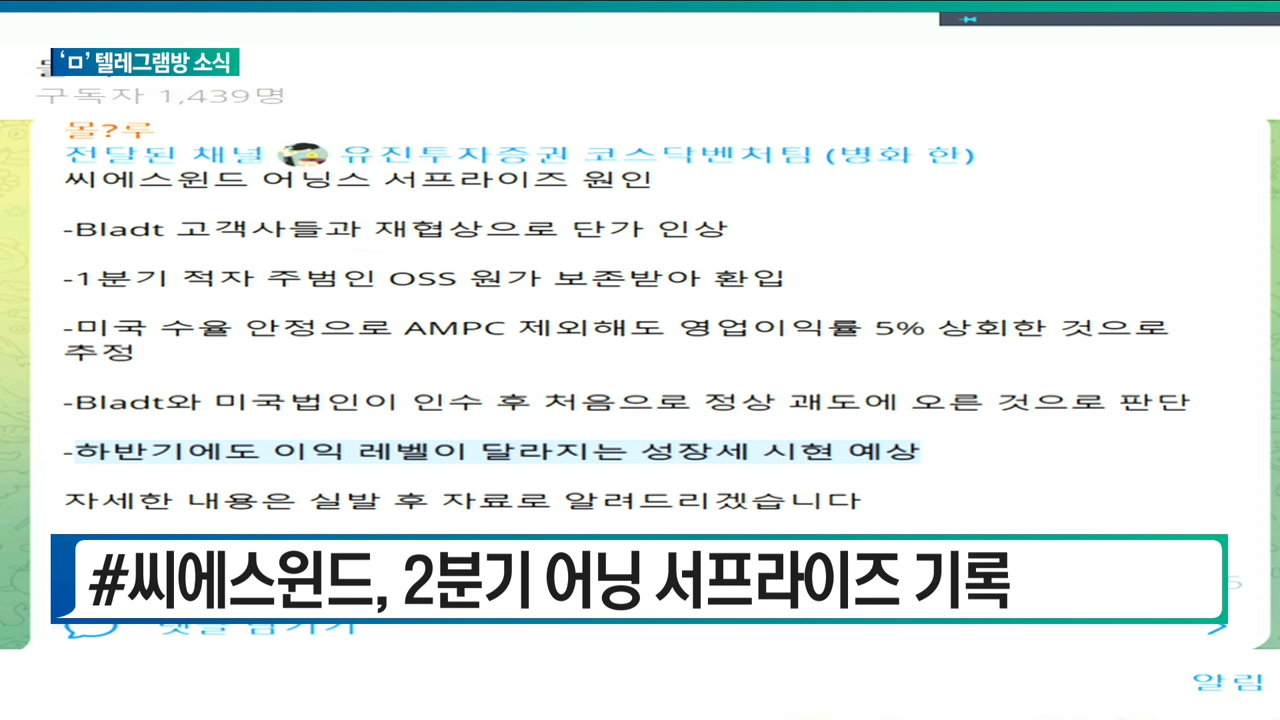 ‘ㅁ’ 텔레그램방 소식
구독자 1,439명
몰?루
전달된 채널 유진투자증권 코스닥벤처팀 (병화 한)
씨에스윈드 어닝스 서프라이즈 원인
-Bladt 고객사들과 재협상으로 단가 인상
-1분기 적자 주범인 OSS 원가 보존받아 환입
-미국 수율 안정으로 AMPC 제외해도 영업이익률 5% 상회한 것으로
추정
-Bladt와 미국법인이 인수 후 처음으로 정상 괘도에 오른 것으로 판단
-하반기에도 이익 레벨이 달라지는 성장세 시현 예상
자세한 내용은 실발 후 자료로 알려드리겠습니다
#씨에스윈드, 2분기 어닝 서프라이즈 기록
알림